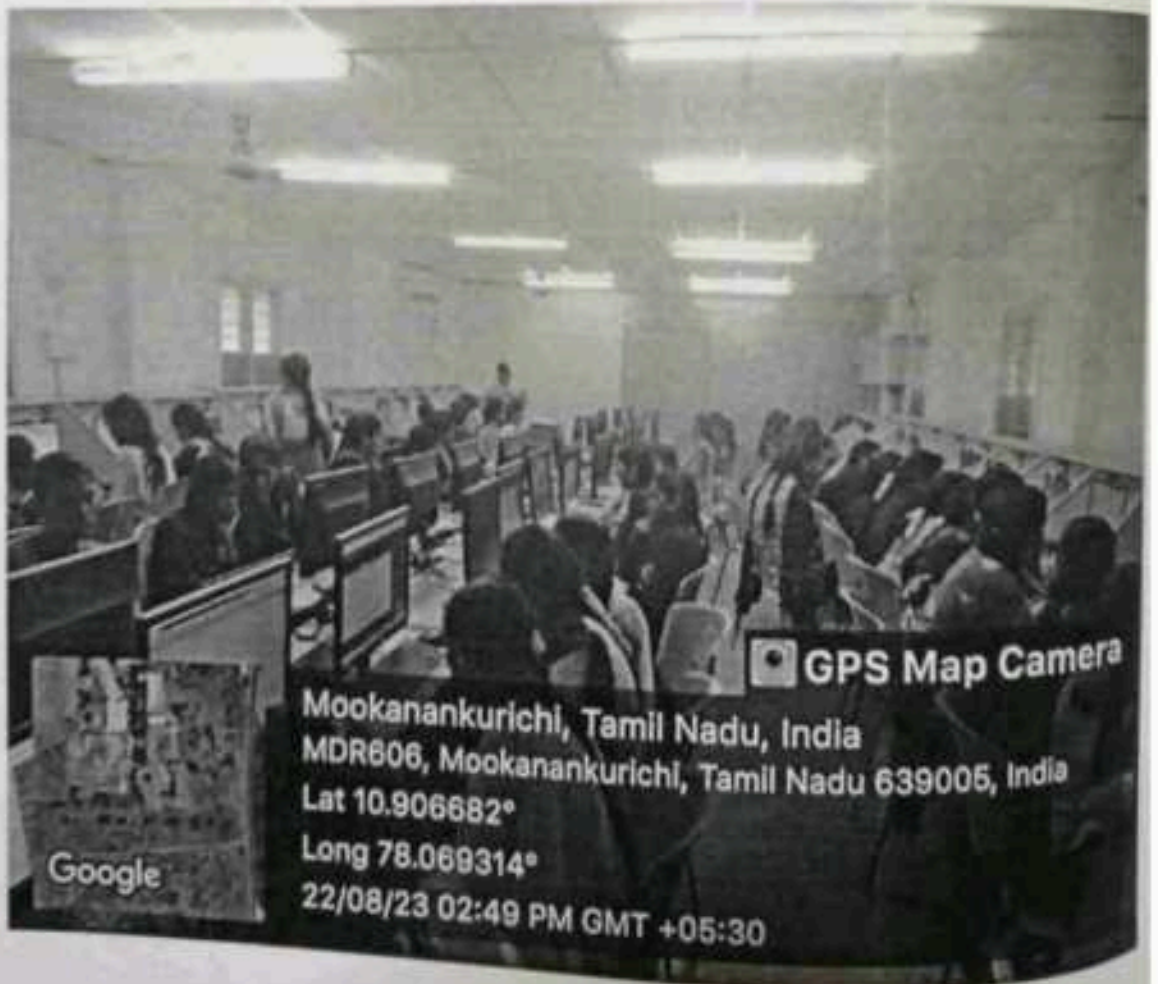 GPS Map Camera
Mookanankurichi, Tamil Nadu, India
MDR606, Mookanankurichi, Tamil Nadu 639005, India
Lat 10.906682°
Long 78.069314°
22/08/23 02:49 PM GMT +05:30
Google